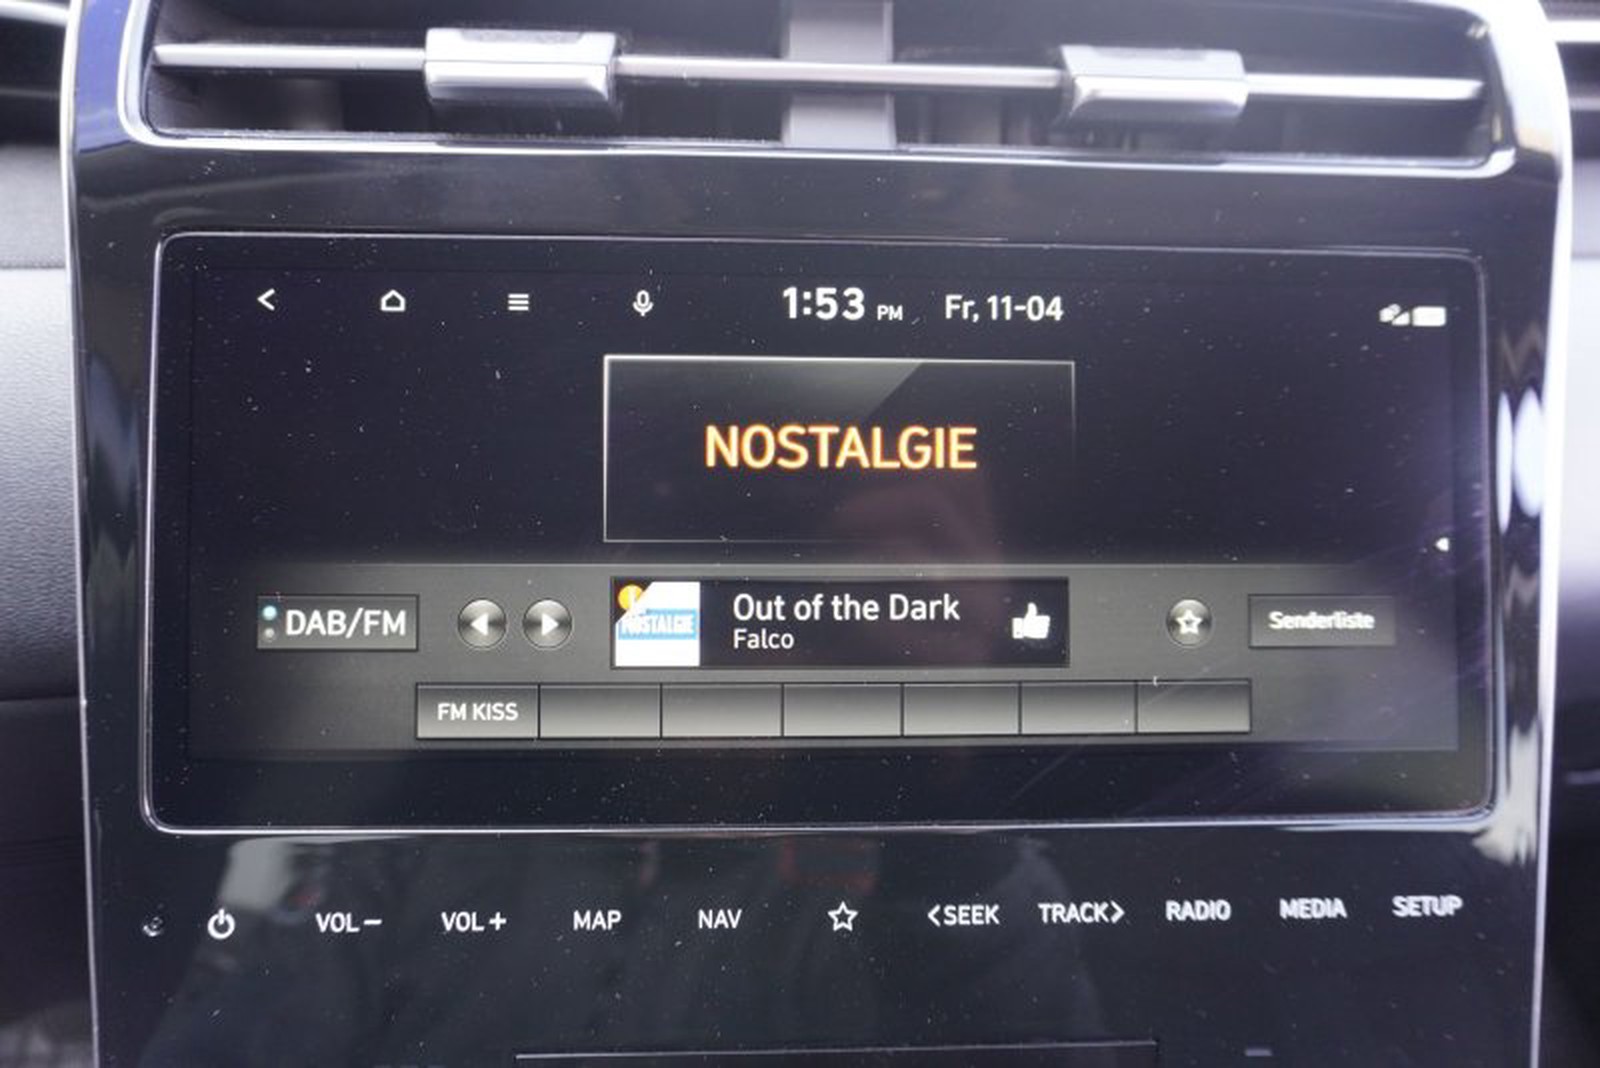 1:53 PM Fr, 11-04
NOSTALGIE
DAB/FM
NOSTALGIE
Out of the Dark
Falco
Senderliste
FM KISS
VOL− VOL+ MAP NAV <SEEK TRACK> RADIO MEDIA SETUP